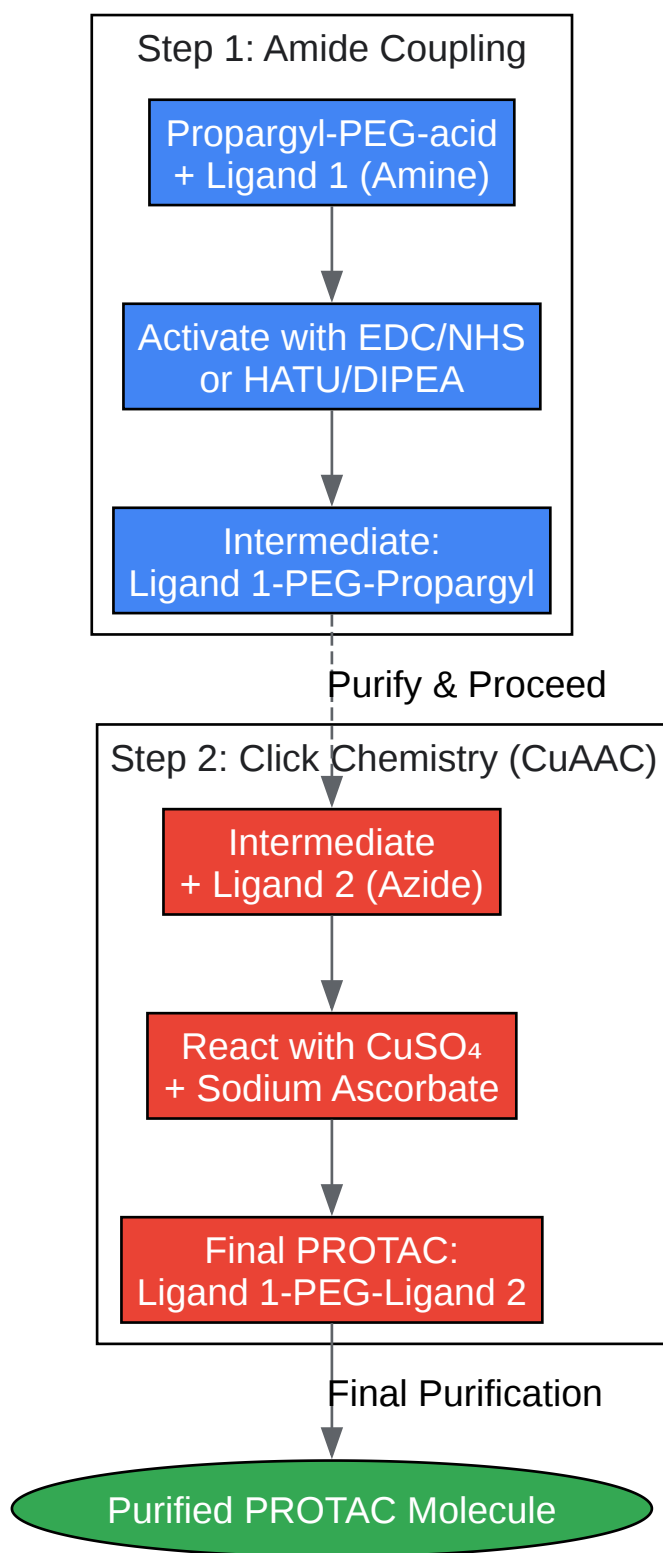 Step 1: Amide Coupling
Propargyl-PEG-acid
+ Ligand 1 (Amine)
Activate with EDC/NHS
or HATU/DIPEA
Intermediate:
Ligand 1-PEG-Propargyl
Purify & Proceed
Step 2: Click Chemistry (CuAAC)
Intermediate
+ Ligand 2 (Azide)
React with CuSO₄
+ Sodium Ascorbate
Final PROTAC:
Ligand 1-PEG-Ligand 2
Final Purification
Purified PROTAC Molecule